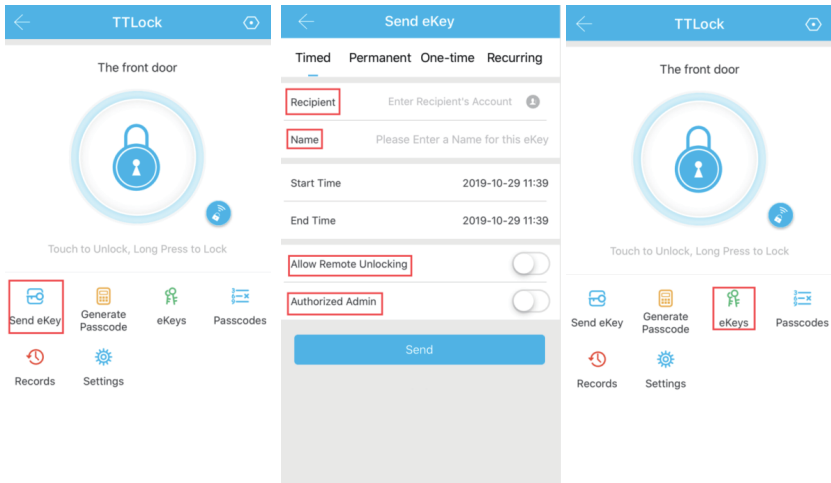 TTLock
The front door
Touch to Unlock, Long Press to Lock
Send eKey
Generate
Passcode
eKeys
Passcodes
Records
Settings
Send eKey
Timed Permanent One-time Recurring
Recipient Enter Recipient's Account
Name Please Enter a Name for this eKey
Start Time 2019-10-29 11:39
End Time 2019-10-29 11:39
Allow Remote Unlocking
Authorized Admin
Send
TTLock
The front door
Touch to Unlock, Long Press to Lock
Send eKey
Generate
Passcode
eKeys
Passcodes
Records
Settings